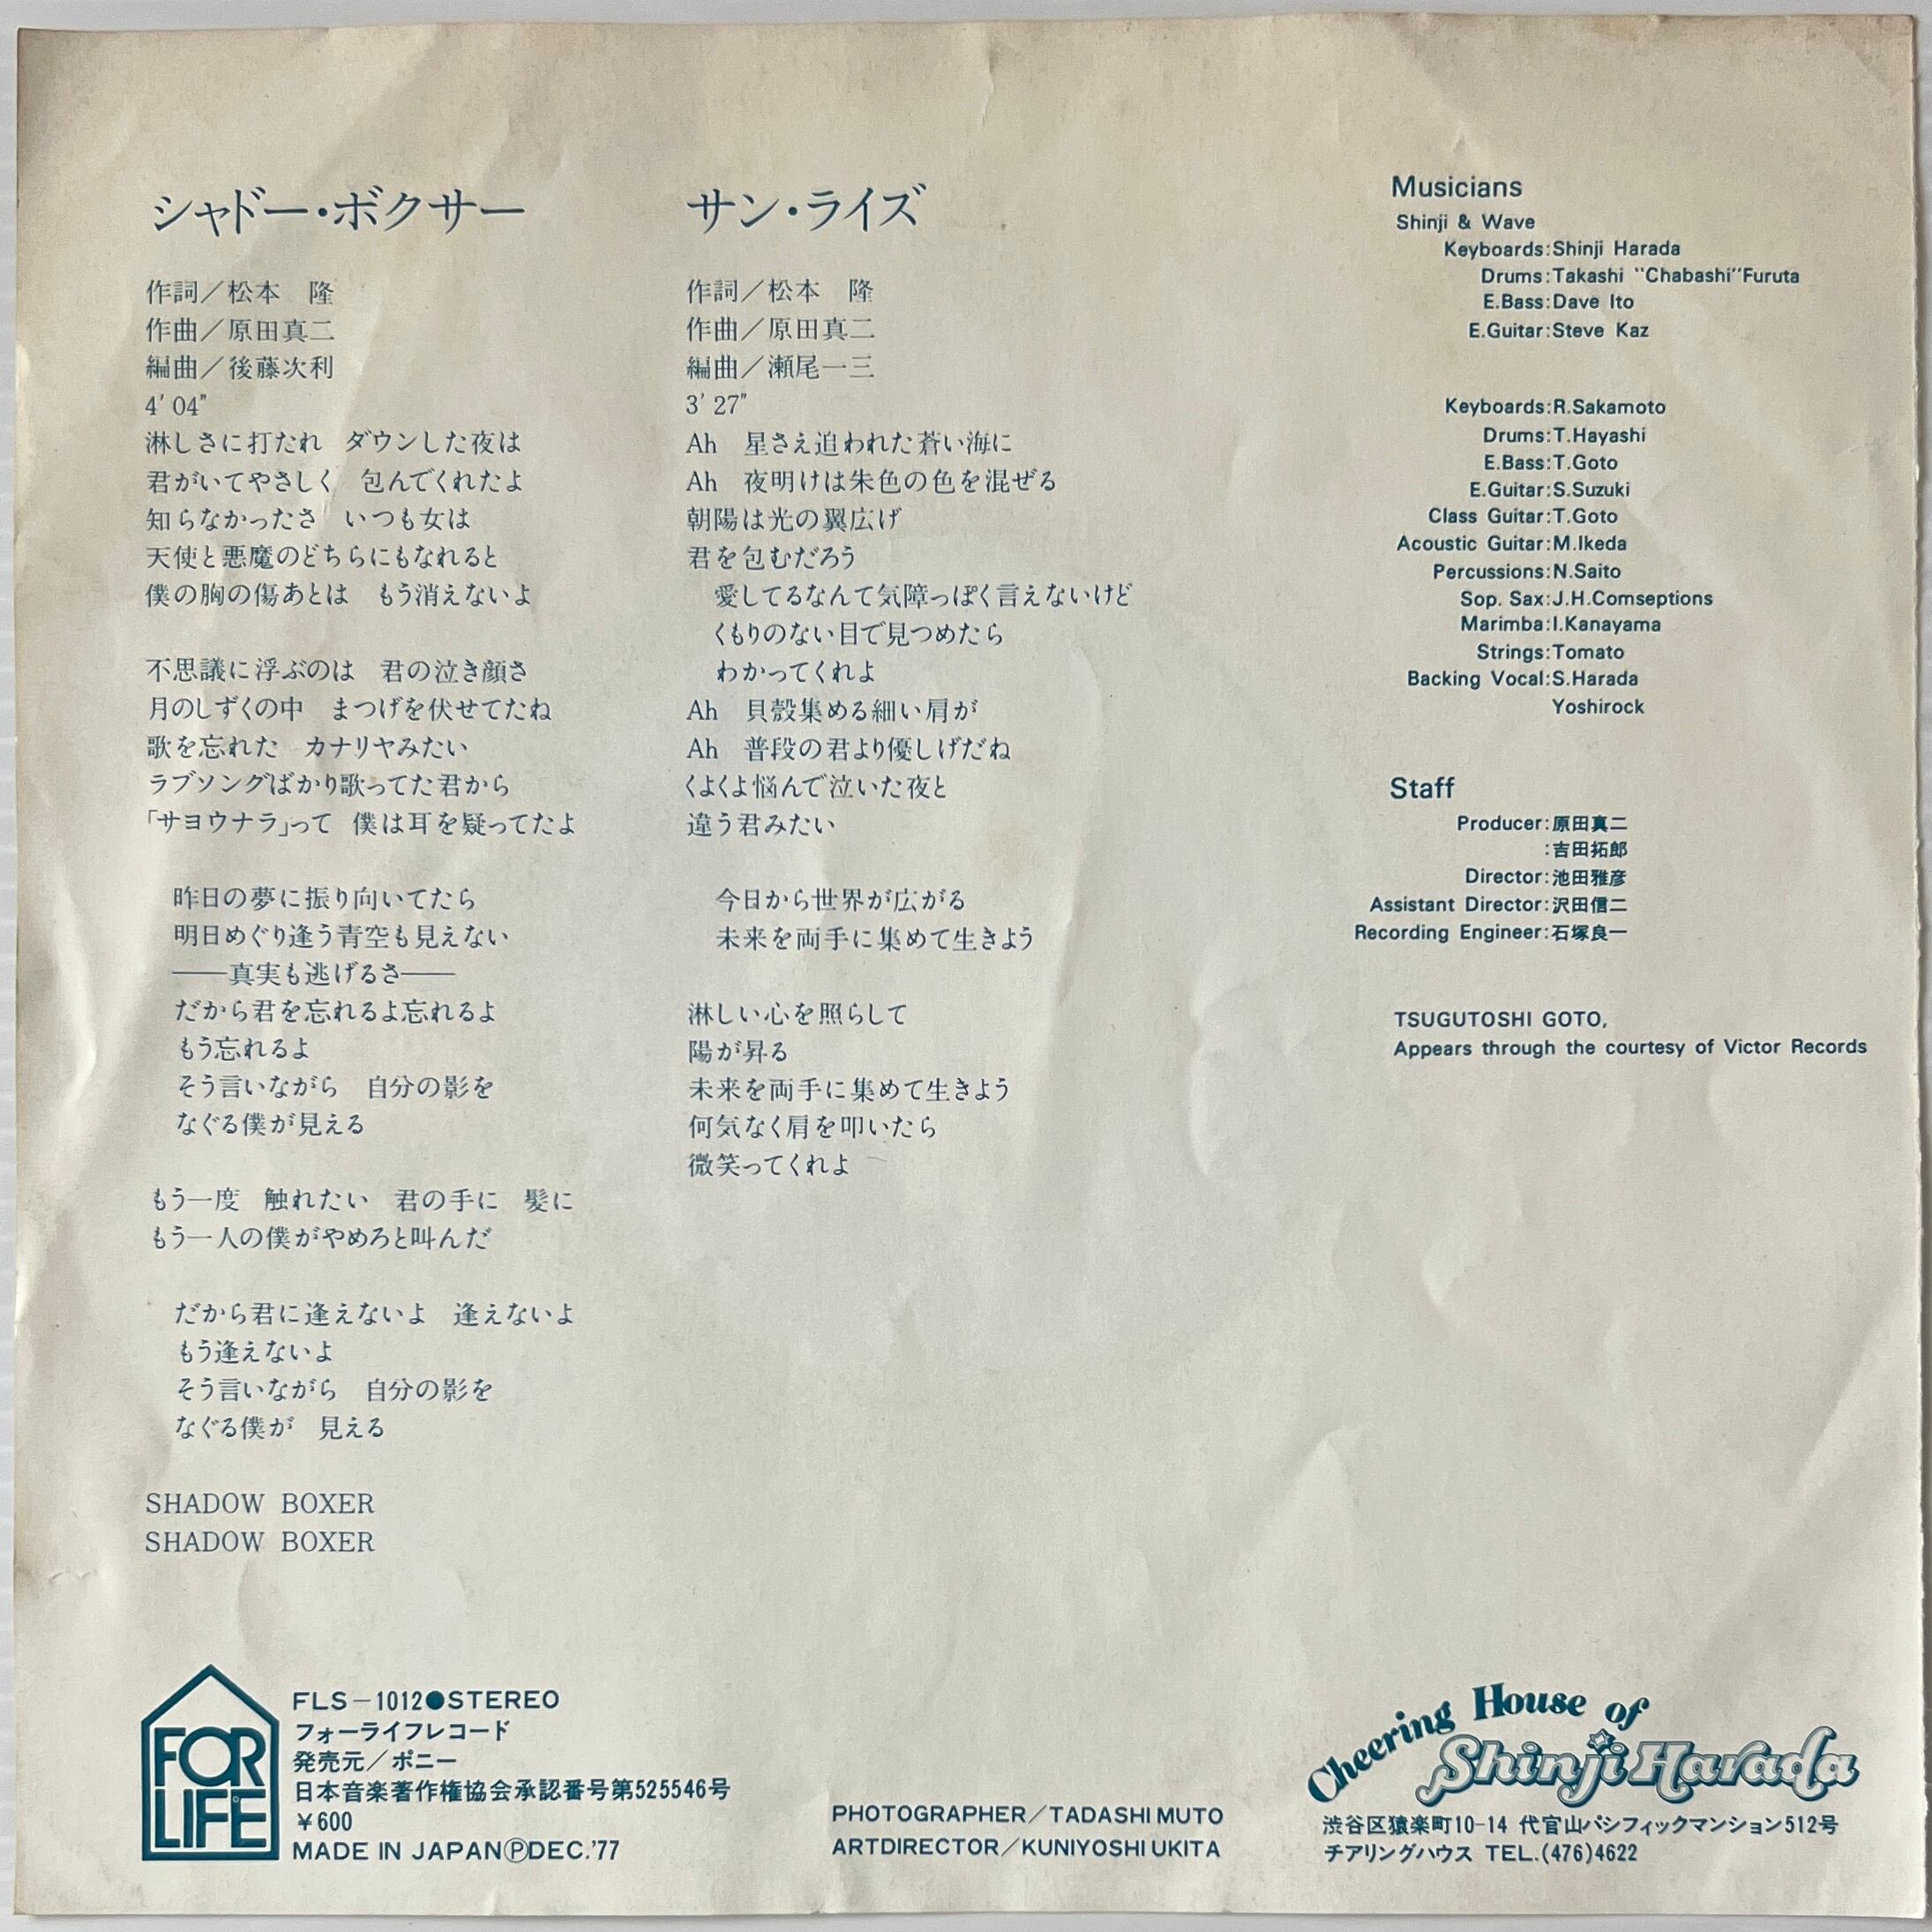 シャドー・ボクサー
作詞／松本　隆
作曲／原田真二
編曲／後藤次利
4′04″
淋しさに打たれ　ダウンした夜は
君がいてやさしく　包んでくれたよ
知らなかったさ　いつも女は
天使と悪魔のどちらにもなれると
僕の胸の傷あとは　もう消えないよ
不思議に浮ぶのは　君の泣き顔さ
月のしずくの中　まつげを伏せてたね
歌を忘れた　カナリヤみたい
ラブソングばかり歌ってた君から
「サヨウナラ」って　僕は耳を疑ってたよ
昨日の夢に振り向いてたら
明日めぐり逢う青空も見えない
――真実も逃げるさ――
だから君を忘れるよ忘れるよ
もう忘れるよ
そう言いながら　自分の影を
なぐる僕が見える
もう一度　触れたい　君の手に　髪に
もう一人の僕がやめろと叫んだ
だから君に逢えないよ　逢えないよ
もう逢えないよ
そう言いながら　自分の影を
なぐる僕が　見える
SHADOW BOXER
SHADOW BOXER
サン・ライズ
作詞／松本　隆
作曲／原田真二
編曲／瀬尾一三
3′27″
Ah　星さえ追われた蒼い海に
Ah　夜明けは朱色の色を混ぜる
朝陽は光の翼広げ
君を包むだろう
愛してるなんて気障っぽく言えないけど
くもりのない目で見つめたら
わかってくれよ
Ah　貝殻集める細い肩が
Ah　普段の君より優しげだね
くよくよ悩んで泣いた夜と
違う君みたい
今日から世界が広がる
未来を両手に集めて生きよう
淋しい心を照らして
陽が昇る
未来を両手に集めて生きよう
何気なく肩を叩いたら
微笑ってくれよ
Musicians
Shinji & Wave
Keyboards:Shinji Harada
Drums:Takashi "Chabashi"Furuta
E.Bass:Dave Ito
E.Guitar:Steve Kaz
Keyboards:R.Sakamoto
Drums:T.Hayashi
E.Bass:T.Goto
E.Guitar:S.Suzuki
Class Guitar:T.Goto
Acoustic Guitar:M.Ikeda
Percussions:N.Saito
Sop. Sax:J.H.Comseptions
Marimba:I.Kanayama
Strings:Tomato
Backing Vocal:S.Harada
Yoshirock
Staff
Producer:原田真二
:吉田拓郎
Director:池田雅彦
Assistant Director:沢田信二
Recording Engineer:石塚良一
TSUGUTOSHI GOTO,
Appears through the courtesy of Victor Records
FOR
LIFE
FLS－1012●STEREO
フォーライフレコード
発売元／ポニー
日本音楽著作権協会承認番号第525546号
￥600
MADE IN JAPANⓅDEC.'77
PHOTOGRAPHER／TADASHI MUTO
ARTDIRECTOR／KUNIYOSHI UKITA
Cheering House of
Shinji Harada
渋谷区猿楽町10-14 代官山パシフィックマンション512号
チアリングハウス TEL.(476)4622